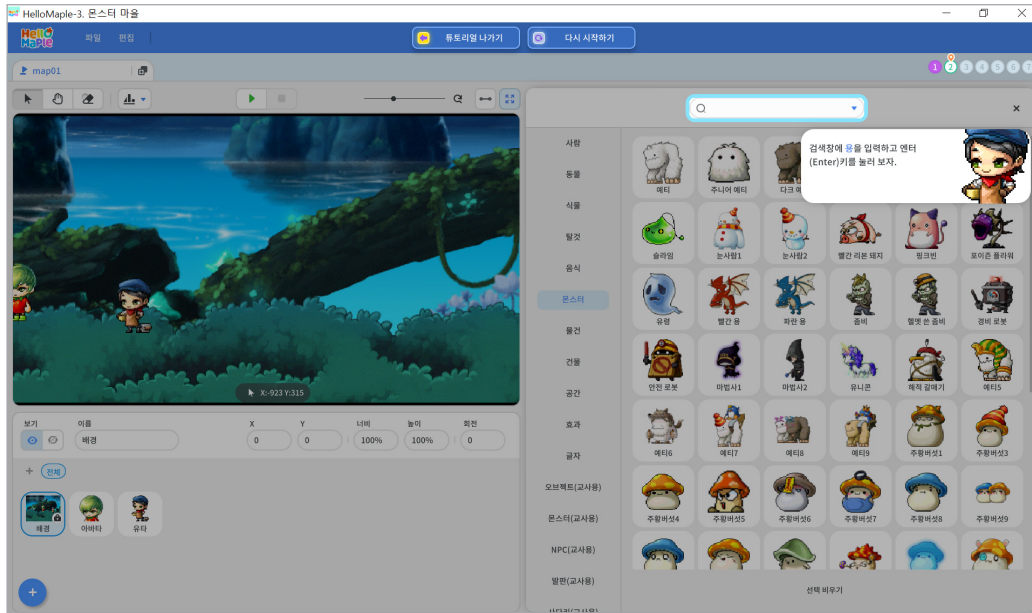 HelloMaple-3. 몬스터 마을
Hello Maple
파일 편집
튜토리얼 나가기
다시 시작하기
map01
1 2 3 4 5 6 7
검색창에 용을 입력하고 엔터
(Enter)키를 눌러 보자.
사람
동물
식물
탈것
음식
몬스터
물건
건물
공간
효과
글자
오브젝트(교사용)
몬스터(교사용)
NPC(교사용)
발판(교사용)
사다리(교사용)
예티 주니어 예티 다크 예
슬라임 눈사람1 눈사람2 빨간 리본 돼지 핑크빈 포이즌 플라워
유령 빨간 용 파란 용 좀비 헬멧 쓴 좀비 경비 로봇
안전 로봇 마법사1 마법사2 유니콘 해적 갈매기 예티5
예티6 예티7 예티8 예티9 주황버섯1 주황버섯3
주황버섯4 주황버섯5 주황버섯6 주황버섯7 주황버섯8 주황버섯9
선택 비우기
X:-923 Y:315
보기 이름 X Y 너비 높이 회전
배경 0 0 100% 100% 0
전체
배경 아바타 유타